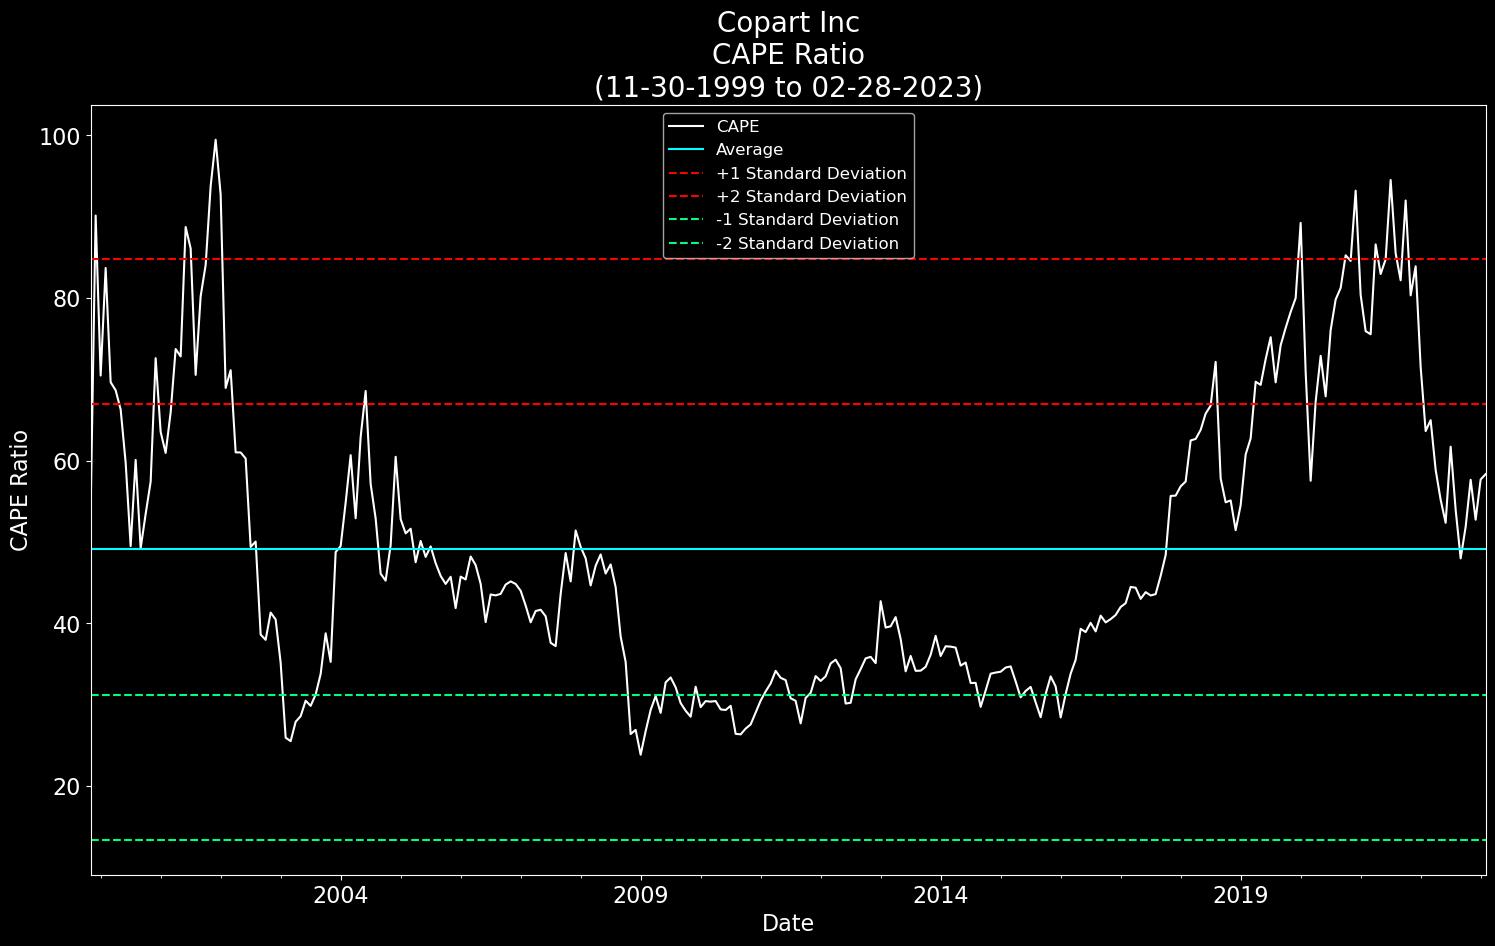 Copart Inc
CAPE Ratio
(11-30-1999 to 02-28-2023)
CAPE
Average
+1 Standard Deviation
+2 Standard Deviation
-1 Standard Deviation
-2 Standard Deviation
CAPE Ratio
100
80
60
40
20
2004
2009
2014
2019
Date